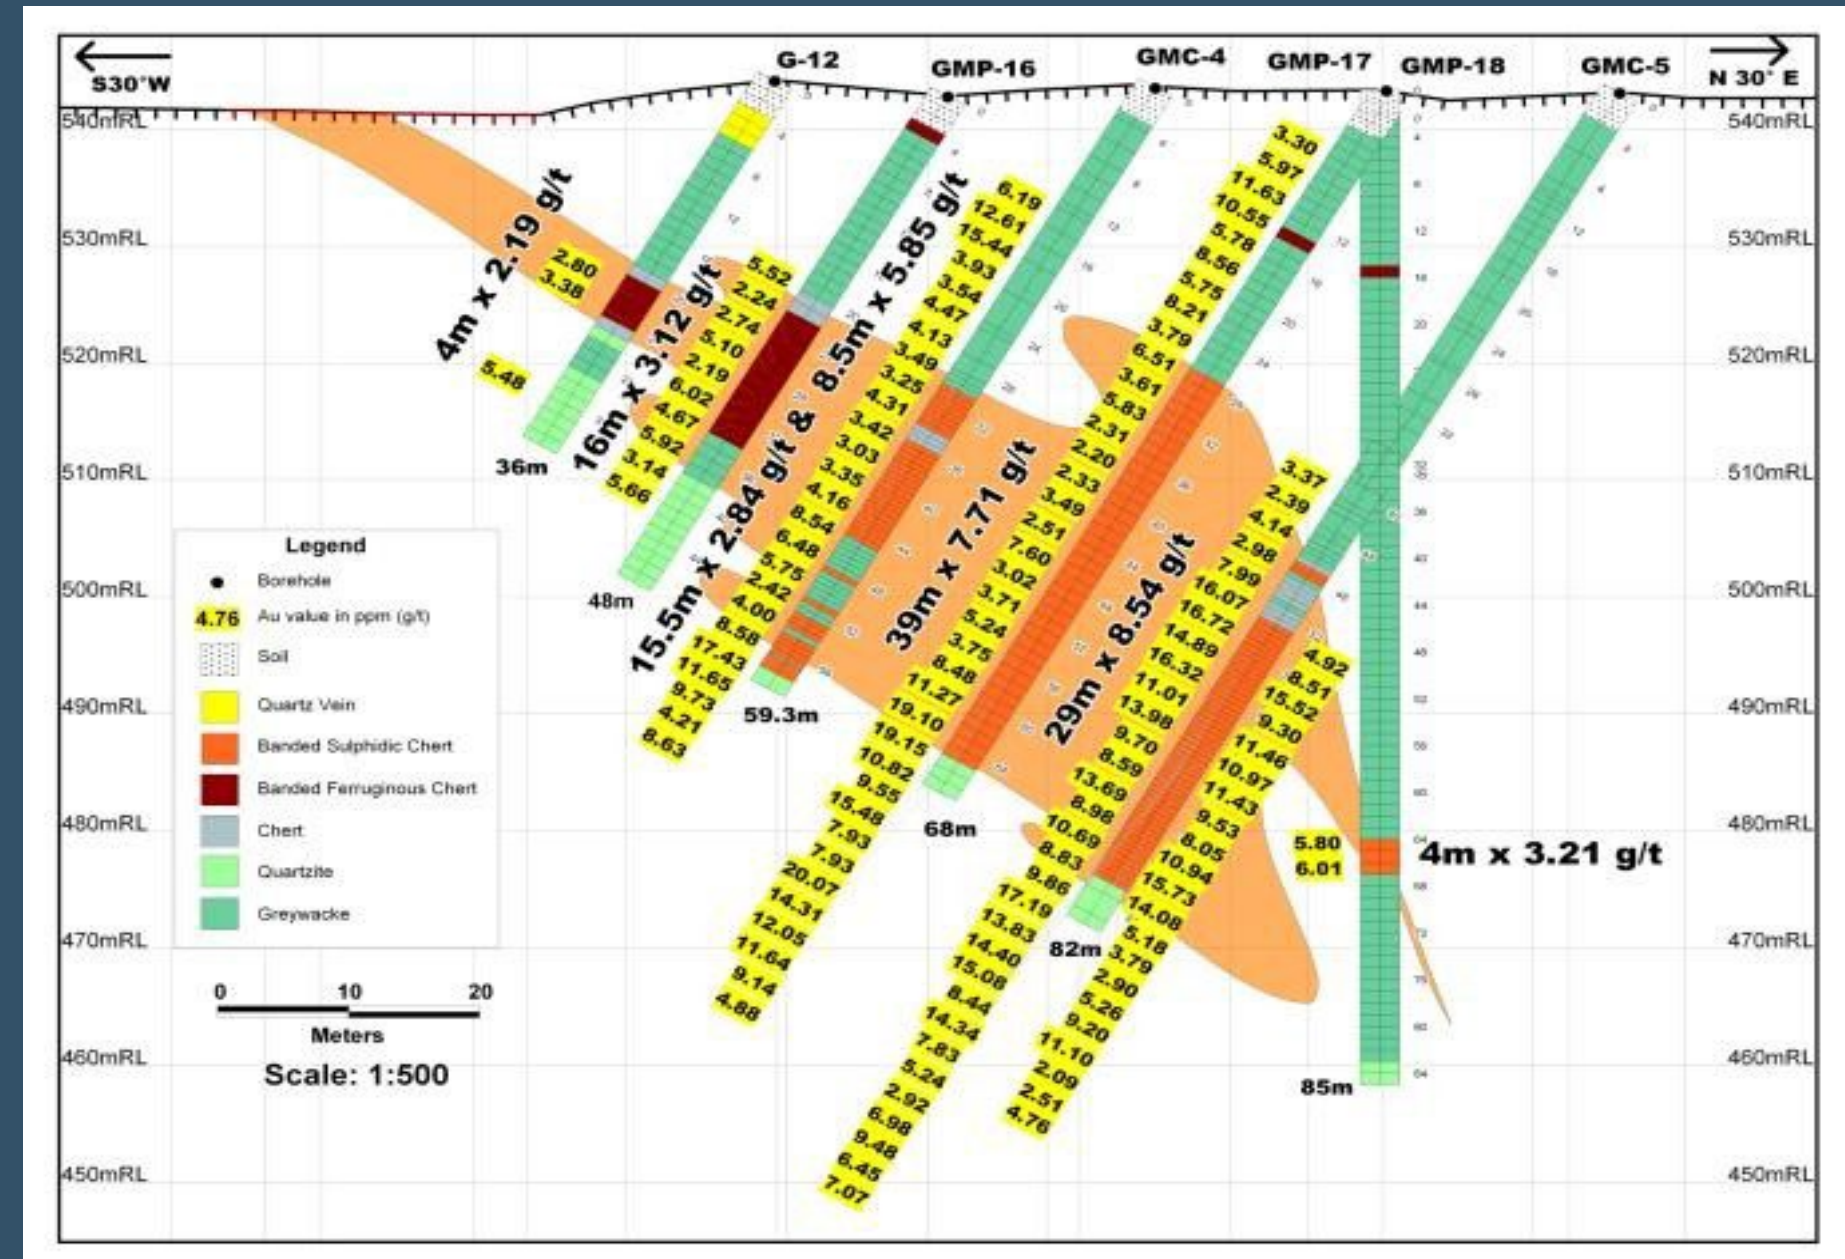 S30°W
G-12
GMP-16
GMC-4
GMP-17
GMP-18
GMC-5
N 30° E
540mRL
540mRL
530mRL
530mRL
520mRL
520mRL
510mRL
510mRL
500mRL
500mRL
490mRL
490mRL
480mRL
480mRL
470mRL
470mRL
460mRL
460mRL
450mRL
450mRL
4m x 2.19 g/t
2.80
3.38
5.48
36m
16m x 3.12 g/t
5.52
2.24
2.74
5.10
2.19
6.02
4.67
5.92
3.14
5.66
48m
15.5m x 2.84 g/t & 8.5m x 5.85 g/t
6.19
12.61
15.44
3.93
3.54
4.47
4.13
3.49
3.25
4.31
3.42
3.03
3.35
4.16
8.54
6.48
5.75
2.42
4.00
8.58
17.43
11.65
9.73
4.21
8.63
59.3m
39m x 7.71 g/t
3.30
5.97
11.63
10.55
5.78
8.56
5.75
8.21
3.79
6.51
3.61
5.83
2.31
2.20
2.33
3.49
2.51
7.60
3.02
3.71
5.24
3.75
8.48
11.27
19.10
19.15
10.82
9.55
15.48
7.93
7.93
20.07
14.31
12.05
11.64
9.14
4.88
68m
29m x 8.54 g/t
3.37
2.39
4.14
2.98
7.99
16.07
16.72
14.89
16.32
11.01
13.98
9.70
8.59
13.69
8.98
10.69
8.83
9.86
17.19
13.83
14.40
15.08
8.44
14.34
7.83
5.24
2.92
6.98
9.48
6.45
7.07
82m
4.92
8.51
15.52
9.30
11.46
10.97
11.43
9.53
8.05
10.94
15.73
14.08
5.18
3.79
2.90
5.26
9.20
11.10
2.09
2.51
4.76
5.80
6.01
4m x 3.21 g/t
85m
Legend
Borehole
4.76 Au value in ppm (g/t)
Soil
Quartz Vein
Banded Sulphidic Chert
Banded Ferruginous Chert
Chert
Quartzite
Greywacke
0 10 20
Meters
Scale: 1:500